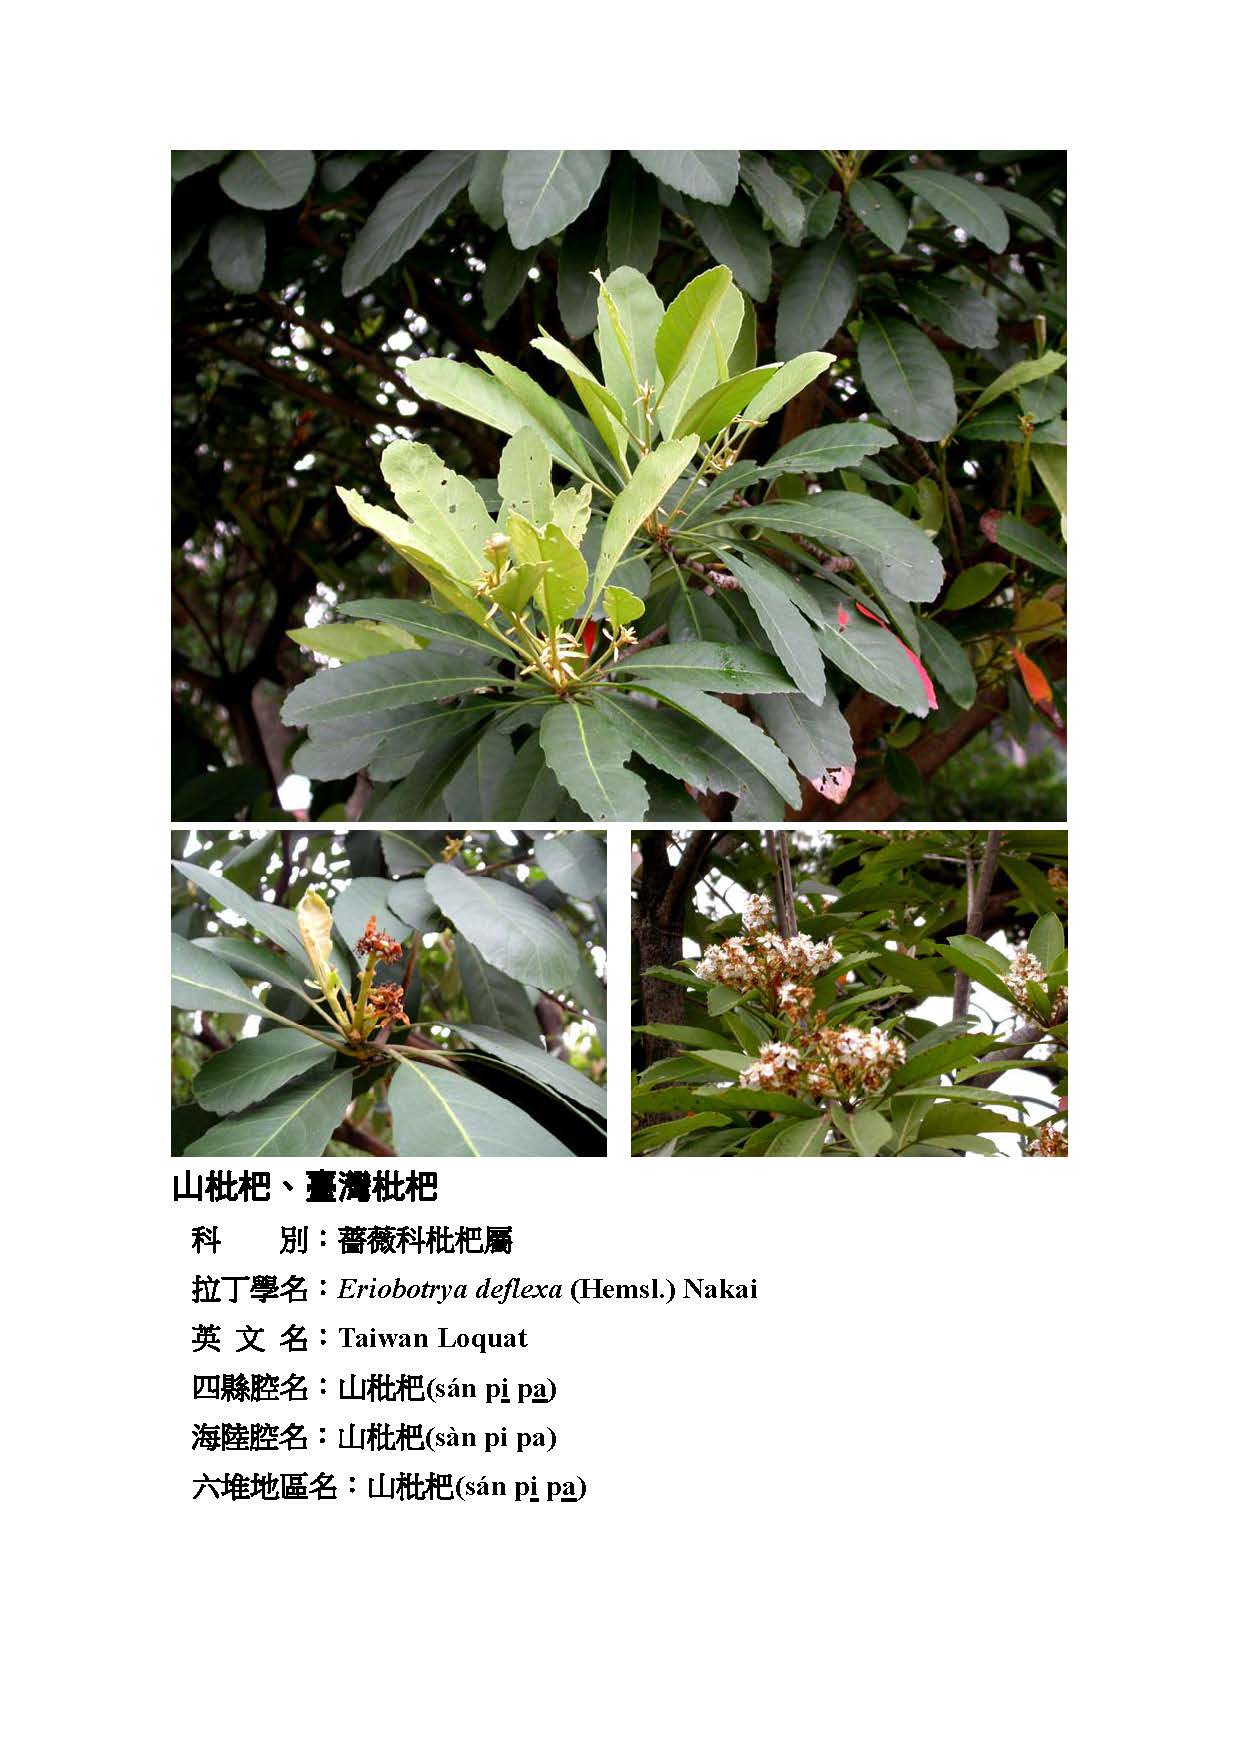 山枇杷、臺灣枇杷
科　　別：薔薇科枇杷屬
拉丁學名：Eriobotrya deflexa (Hemsl.) Nakai
英 文 名：Taiwan Loquat
四縣腔名：山枇杷(sán pi pa)
海陸腔名：山枇杷(sàn pi pa)
六堆地區名：山枇杷(sán pi pa)